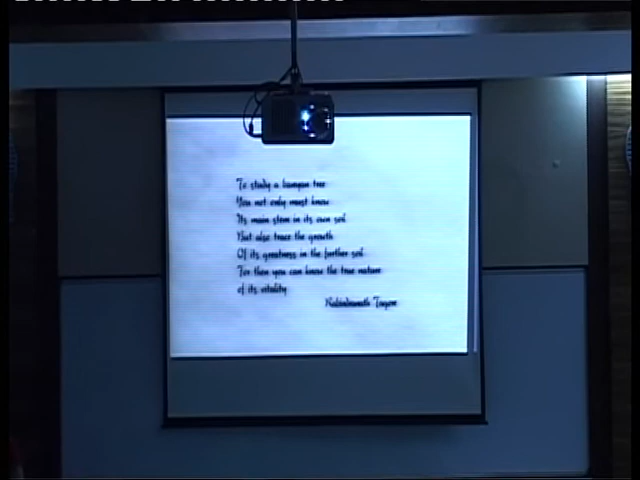 To study a banyan tree
You not only must know
Its main stem in its own soil
But also trace the growth
Of its greatness in the further soil
For then you can know the true nature
of its vitality
Rabindranath Tagore